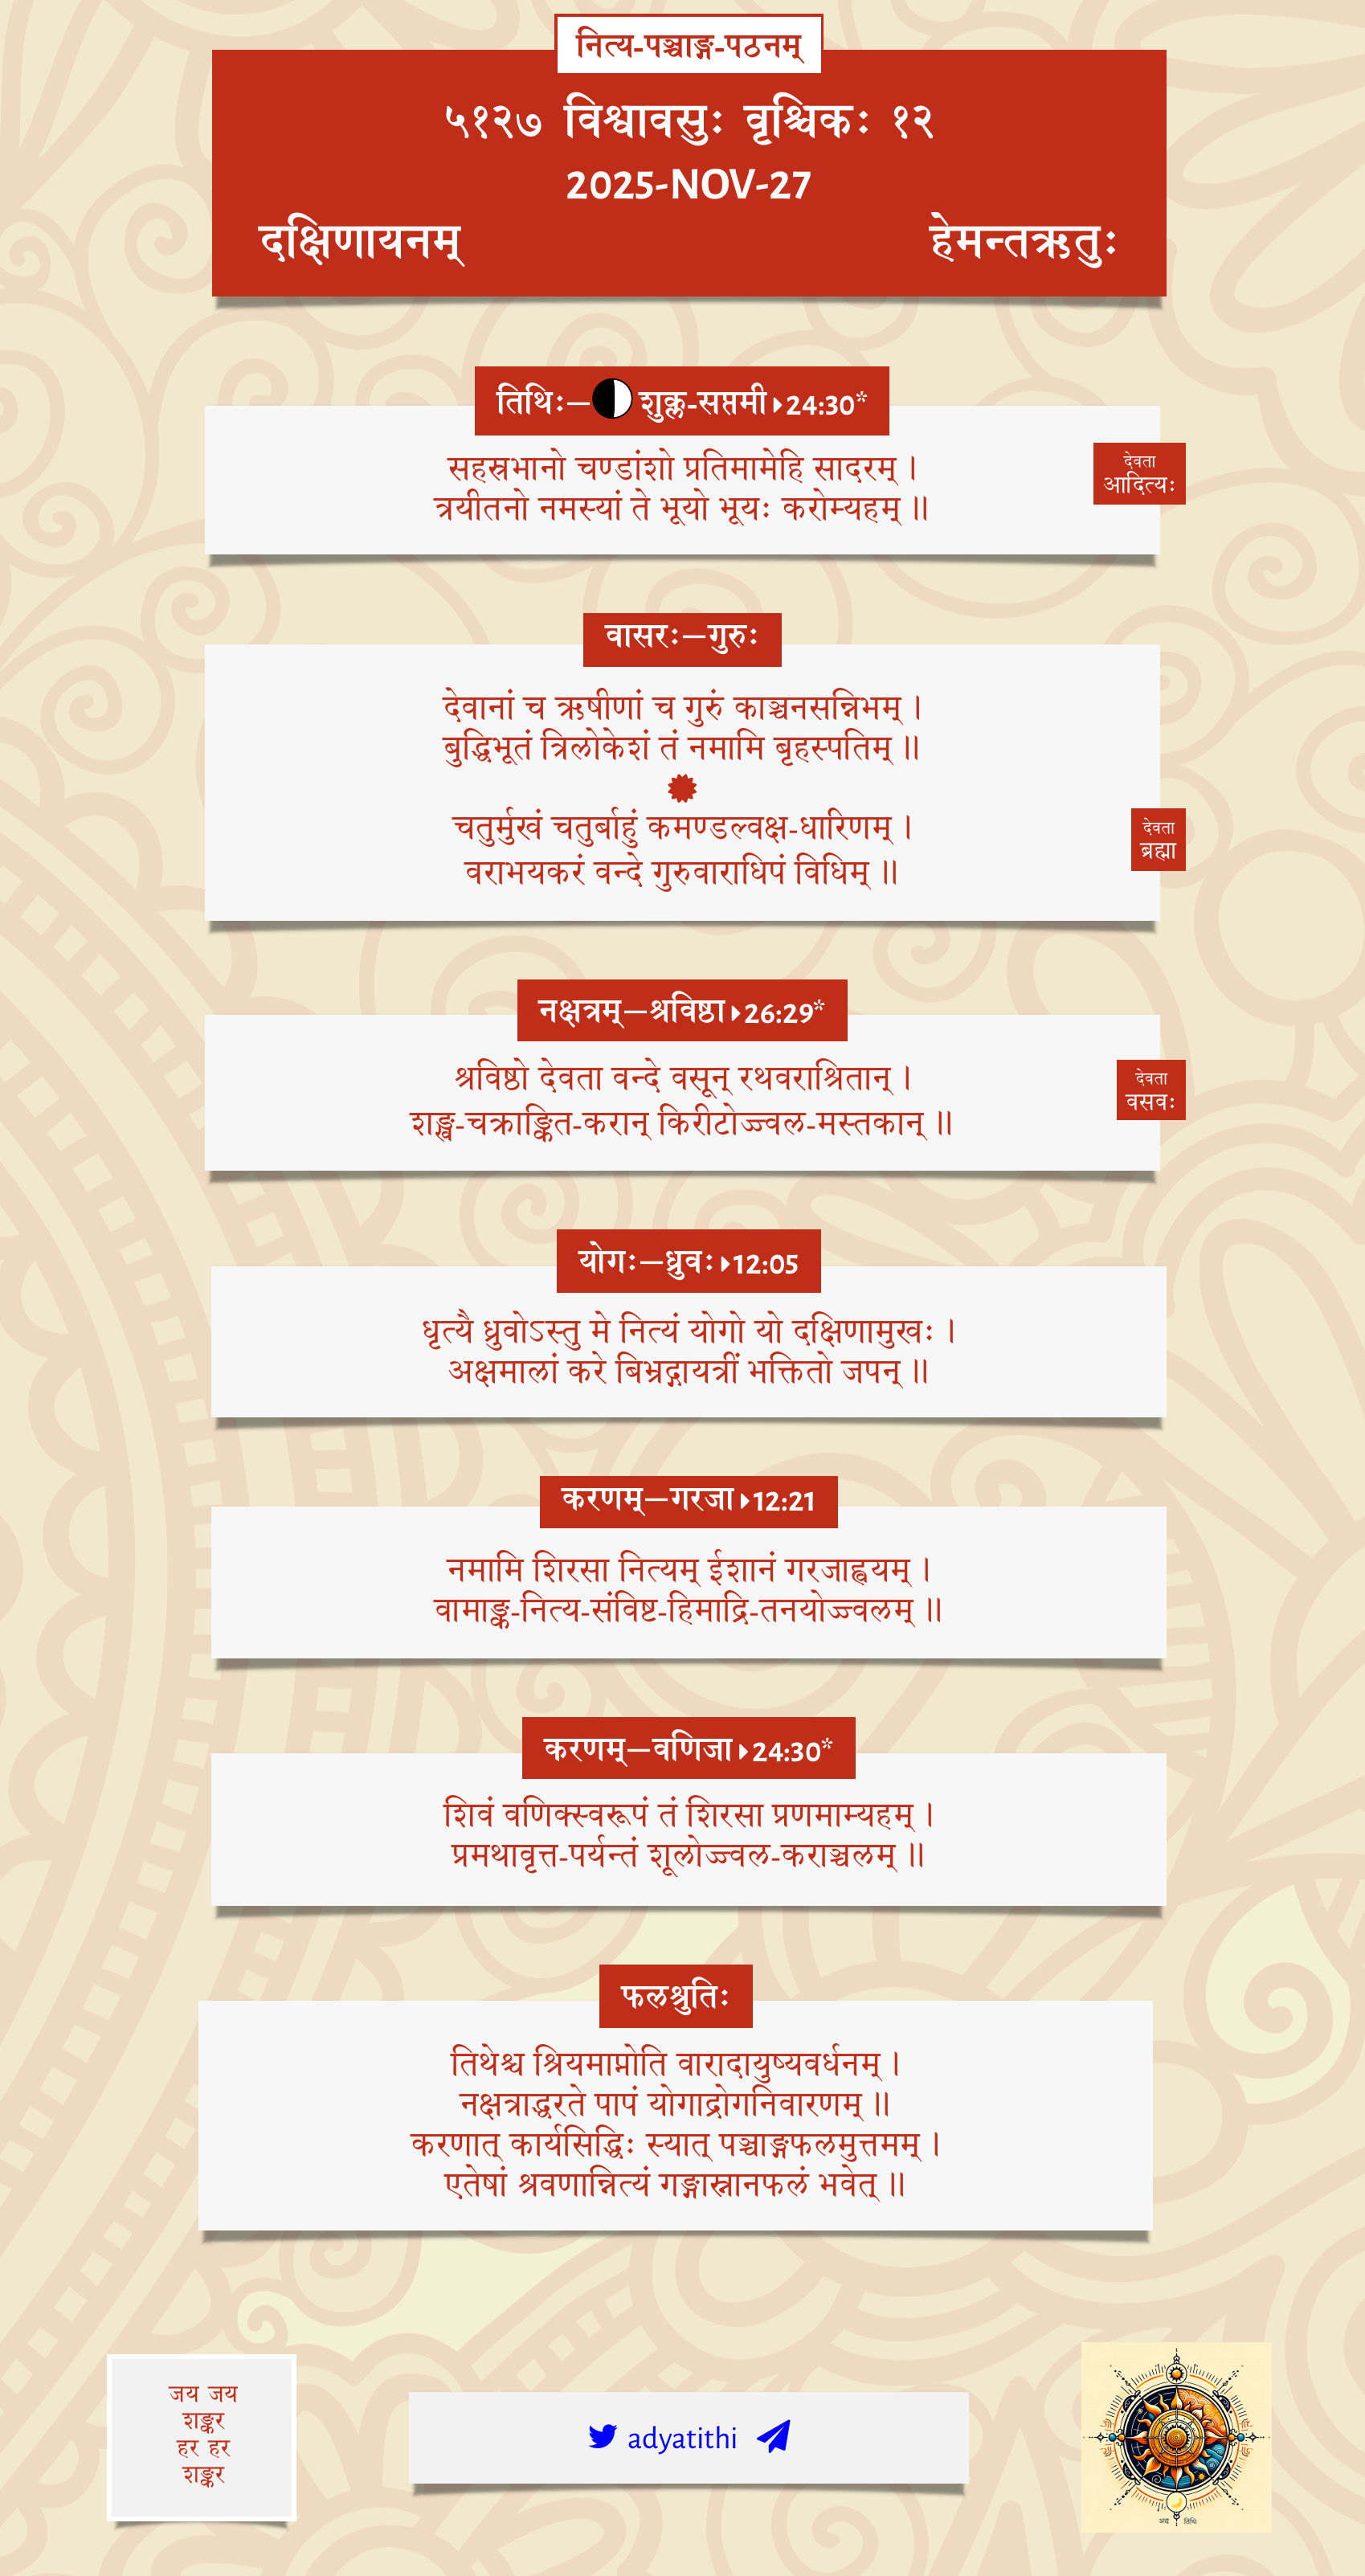 नित्य-पञ्चाङ्ग-पठनम्
५१२७ विश्वावसुः वृश्चिकः १२
2025-NOV-27
दक्षिणायनम् हेमन्तऋतुः
तिथिः—शुक्ल-सप्तमी▸24:30*
सहस्रभानो चण्डांशो प्रतिमामेहि सादरम् ।
त्रयीतनो नमस्यां ते भूयो भूयः करोम्यहम् ॥
देवता
आदित्यः
वासरः—गुरुः
देवानां च ऋषीणां च गुरुं काञ्चनसन्निभम् ।
बुद्धिभूतं त्रिलोकेशं तं नमामि बृहस्पतिम् ॥
चतुर्मुखं चतुर्बाहुं कमण्डल्वक्ष-धारिणम् ।
वराभयकरं वन्दे गुरुवाराधिपं विधिम् ॥
देवता
ब्रह्मा
नक्षत्रम्—श्रविष्ठा▸26:29*
श्रविष्ठो देवता वन्दे वसून् रथवराश्रितान् ।
शङ्ख-चक्राङ्कित-करान् किरीटोज्ज्वल-मस्तकान् ॥
देवता
वसवः
योगः—ध्रुवः▸12:05
धृत्यै ध्रुवोऽस्तु मे नित्यं योगो यो दक्षिणामुखः ।
अक्षमालां करे बिभ्रद्गायत्रीं भक्तितो जपन् ॥
करणम्—गरजा▸12:21
नमामि शिरसा नित्यम् ईशानं गरजाह्वयम् ।
वामाङ्क-नित्य-संविष्ट-हिमाद्रि-तनयोज्ज्वलम् ॥
करणम्—वणिजा▸24:30*
शिवं वणिक्स्वरूपं तं शिरसा प्रणमाम्यहम् ।
प्रमथावृत्त-पर्यन्तं शूलोज्ज्वल-कराञ्चलम् ॥
फलश्रुतिः
तिथेश्च श्रियमाप्नोति वारादायुष्यवर्धनम् ।
नक्षत्राद्धरते पापं योगाद्रोगनिवारणम् ॥
करणात् कार्यसिद्धिः स्यात् पञ्चाङ्गफलमुत्तमम् ।
एतेषां श्रवणान्नित्यं गङ्गास्नानफलं भवेत् ॥
जय जय
शङ्कर
हर हर
शङ्कर
adyatithi
अद्य तिथिः